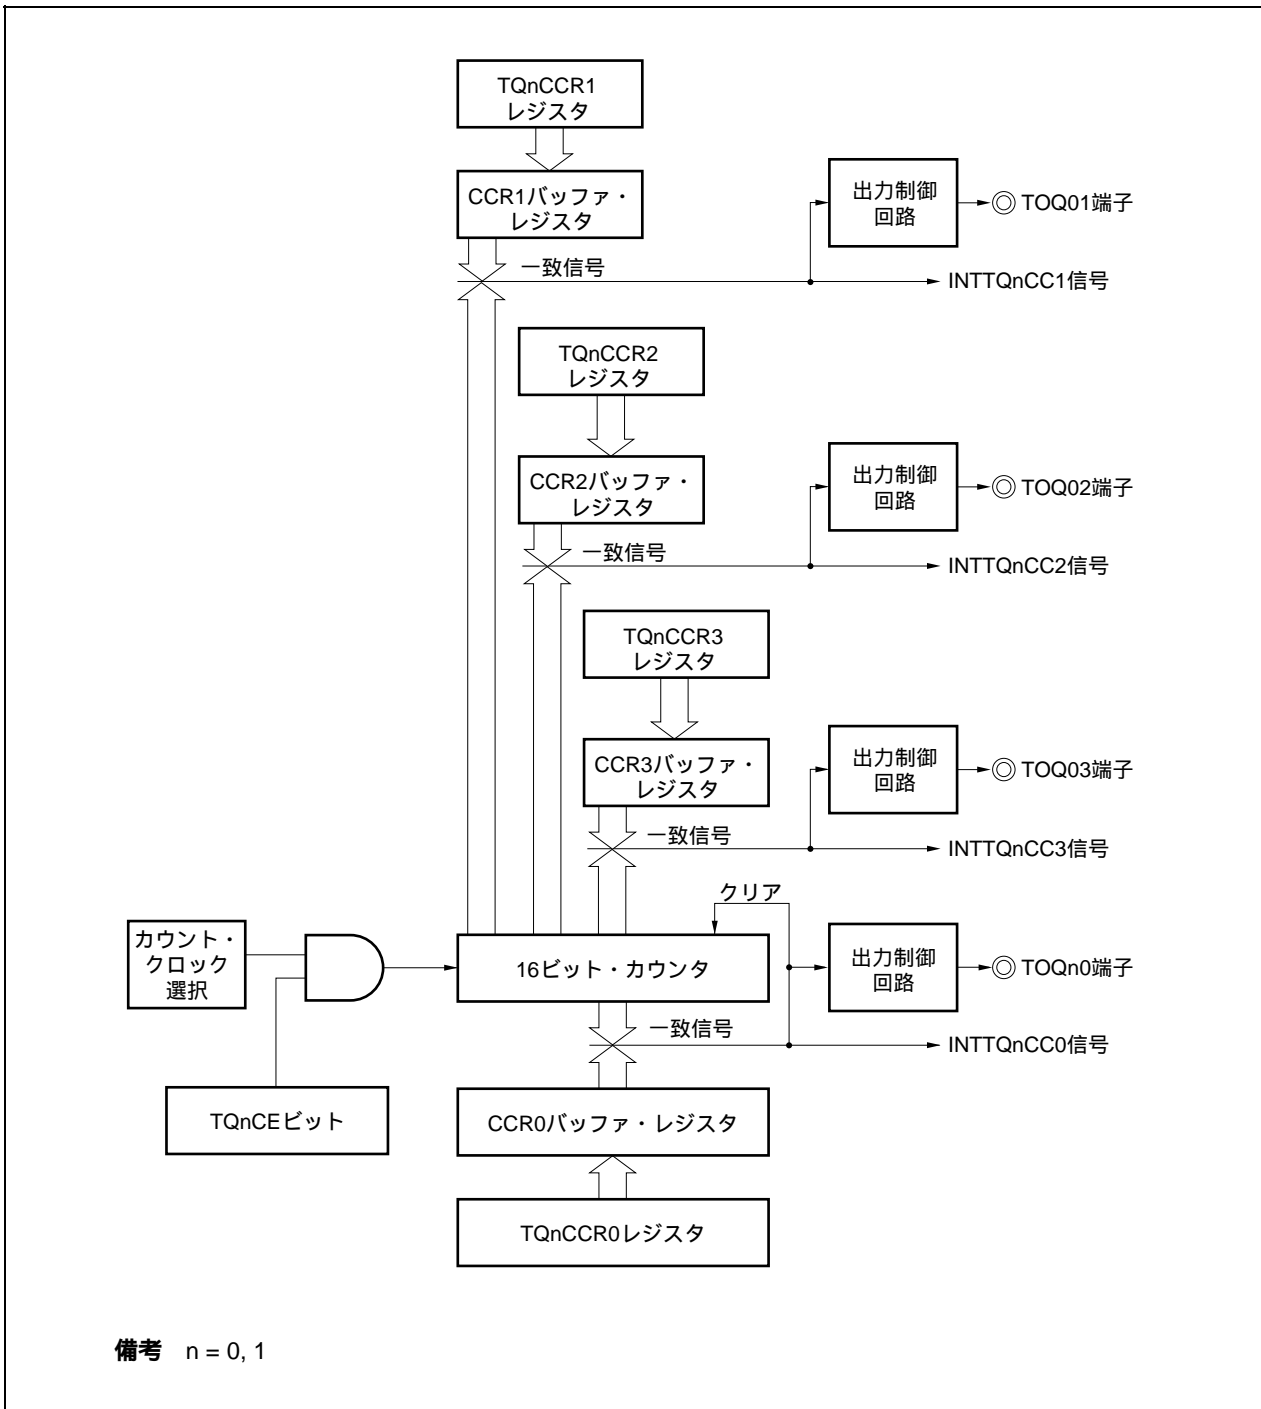 TQnCCR1
レジスタ
CCR1バッファ・
レジスタ
出力制御
回路
TOQ01端子
一致信号
INTTQnCC1信号
TQnCCR2
レジスタ
CCR2バッファ・
レジスタ
出力制御
回路
TOQ02端子
一致信号
INTTQnCC2信号
TQnCCR3
レジスタ
CCR3バッファ・
レジスタ
出力制御
回路
TOQ03端子
一致信号
INTTQnCC3信号
クリア
カウント・
クロック
選択
16ビット・カウンタ
出力制御
回路
TOQn0端子
一致信号
INTTQnCC0信号
TQnCEビット
CCR0バッファ・レジスタ
TQnCCR0レジスタ
備考 n = 0, 1